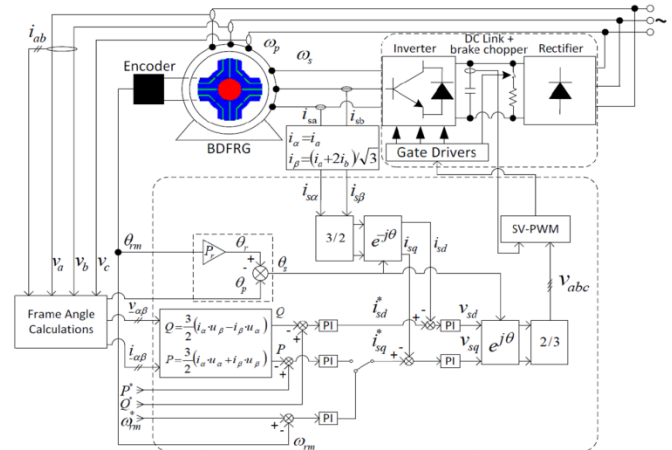 i_ab
ω_p
ω_s
DC Link +
brake chopper
Inverter
Rectifier
~
Encoder
BDFRG
i_sa
i_sb
i_α = i_a
i_β = (i_a + 2i_b)/√3
Gate Drivers
i_sα
i_sβ
SV-PWM
3/2
e^-jθ
i_sq
i_sd
θ_rm
P_r
θ_r
+
-
θ_s
θ_p
v_a
v_b
v_c
v_abc
Frame Angle
Calculations
v_αβ
i_αβ
Q = 3/2 (i_α · u_β − i_β · u_α)
P = 3/2 (i_α · u_α + i_β · u_β)
Q
P
-
+
-
+
PI
PI
i*_sd
i*_sq
+
-
+
-
PI
PI
v_sd
v_sq
e^jθ
2/3
P*
Q*
ω*_rm
+
-
PI
ω_rm